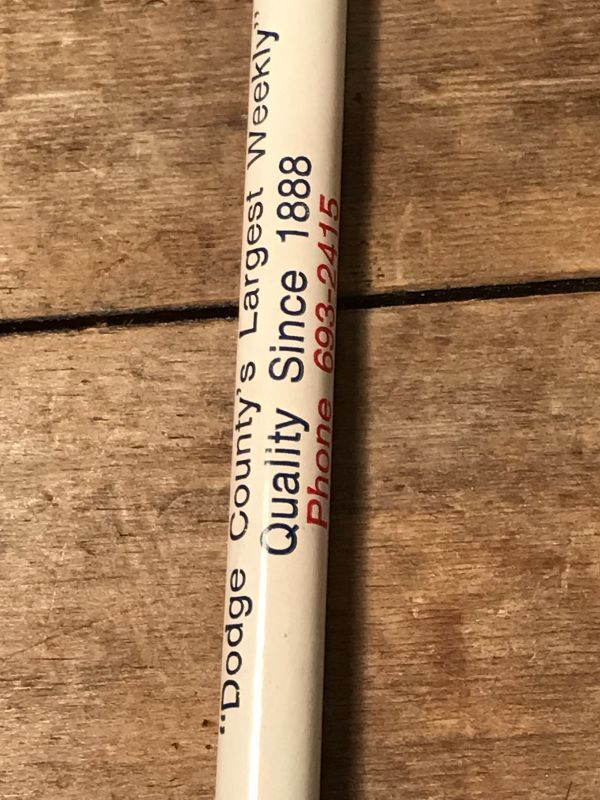 "Dodge County's Largest Weekly"
Quality Since 1888
Phone 693-2415